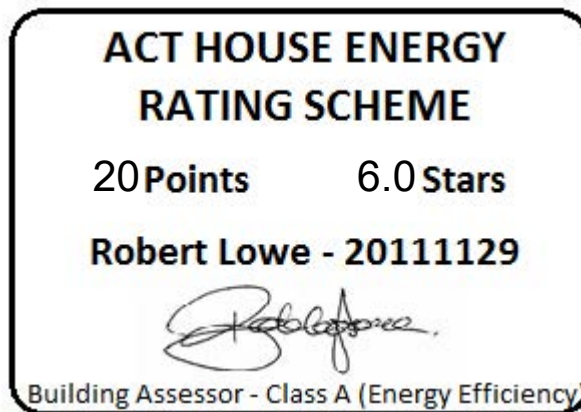 ACT HOUSE ENERGY
RATING SCHEME
20 Points 6.0 Stars
Robert Lowe - 20111129
Building Assessor - Class A (Energy Efficiency)